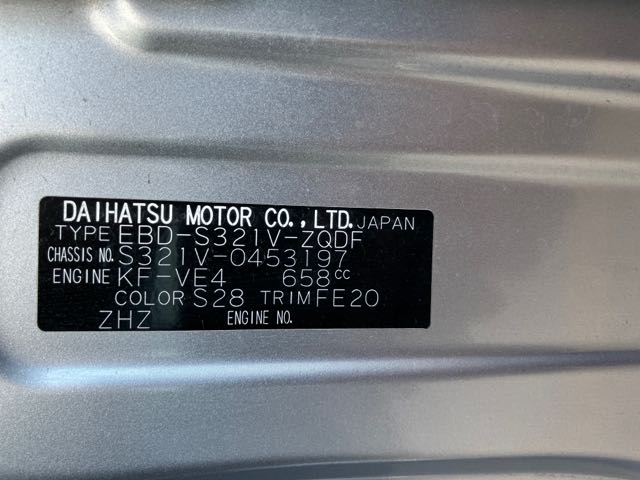 DAIHATSU MOTOR CO., LTD. JAPAN
TYPE EBD-S321V-ZQDF
CHASSIS NO. S321V-0453197
ENGINE KF-VE4 658cc
COLOR S28 TRIM FE20
ZHZ ENGINE NO.